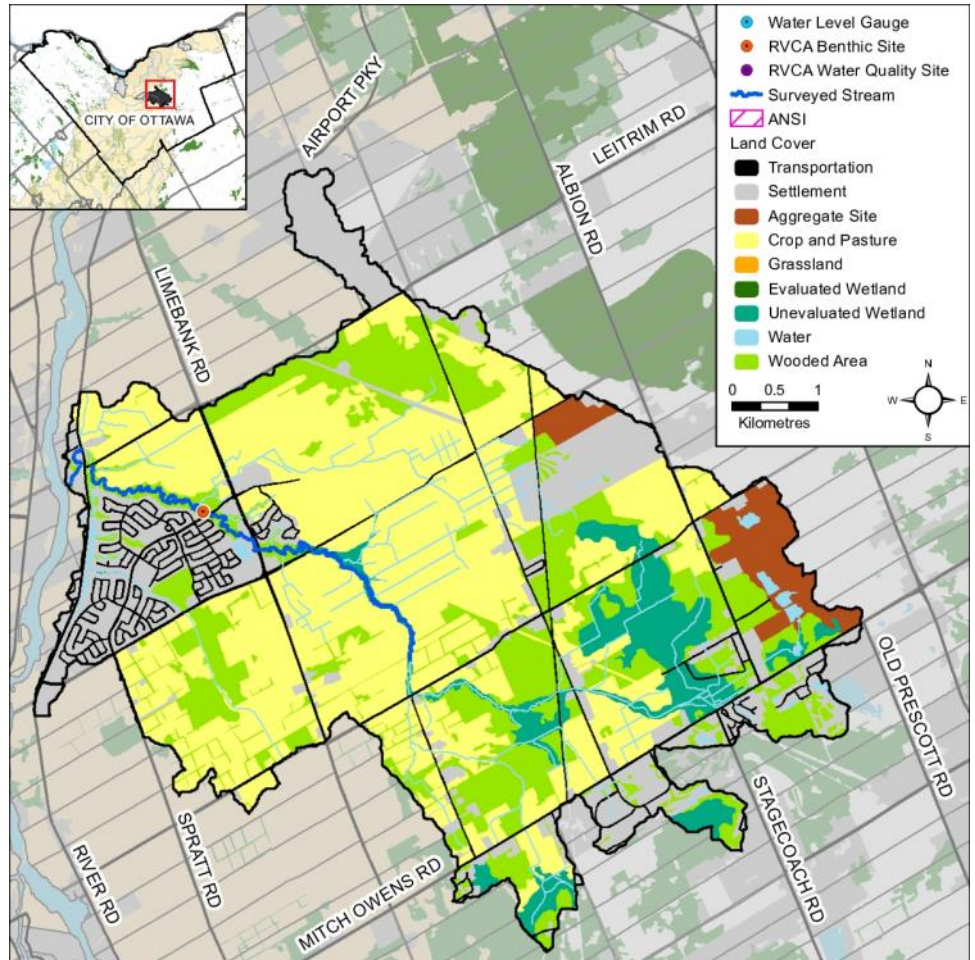 CITY OF OTTAWA
AIRPORT PKY
LEITRIM RD
ALBION RD
LIMEBANK RD
Water Level Gauge
RVCA Benthic Site
RVCA Water Quality Site
Surveyed Stream
ANSI
Land Cover
Transportation
Settlement
Aggregate Site
Crop and Pasture
Grassland
Evaluated Wetland
Unevaluated Wetland
Water
Wooded Area
0 0.5 1
Kilometres
N
W E
S
RIVER RD
SPRATT RD
MITCH OWENS RD
STAGECOACH RD
OLD PRESCOTT RD